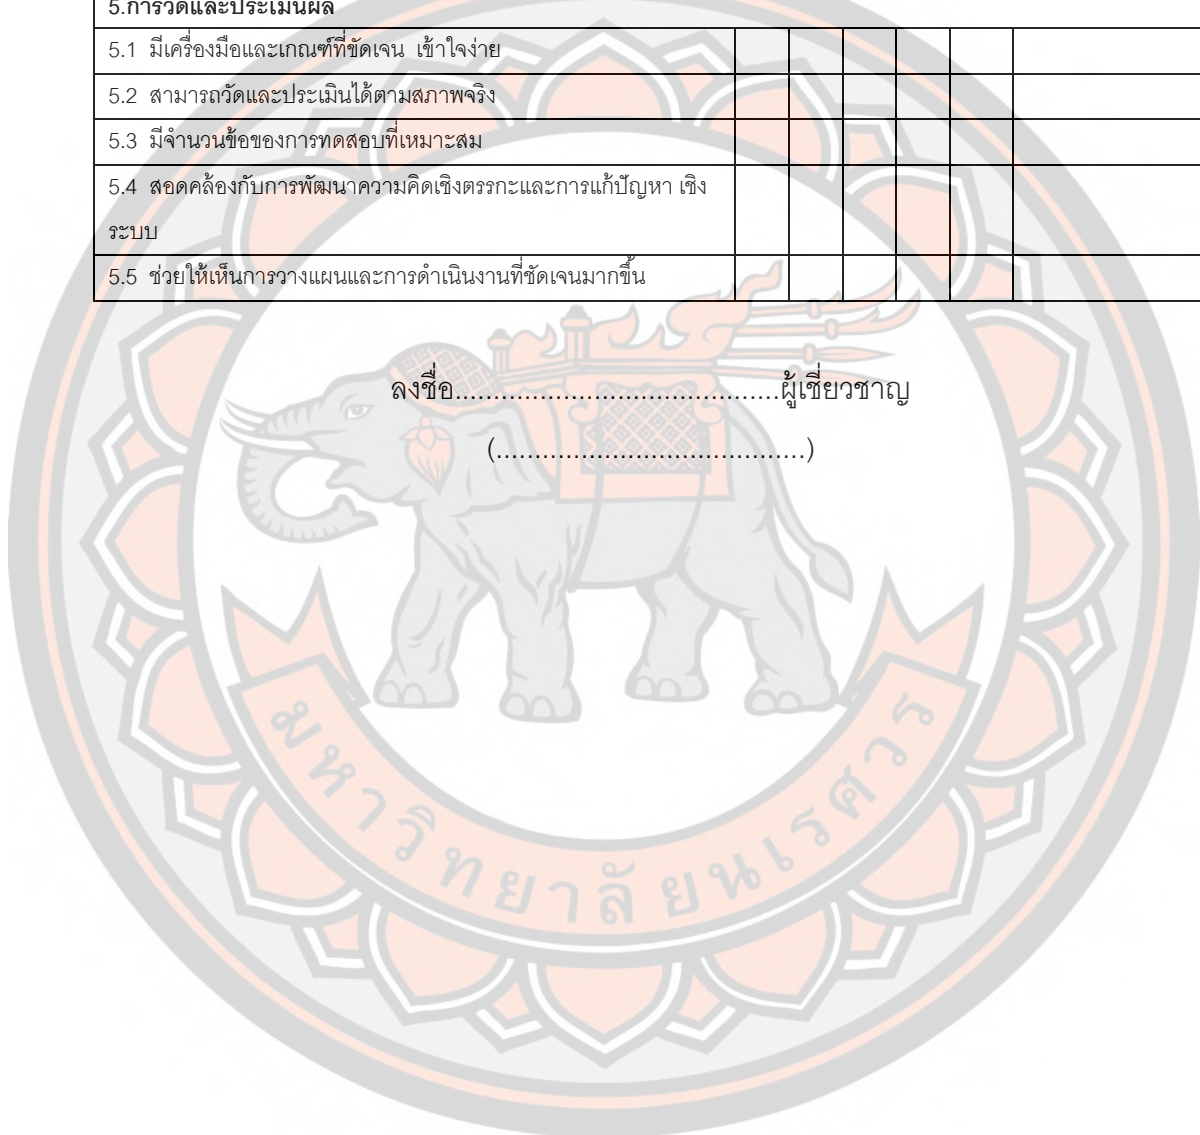 5.การวัดและประเมินผล
5.1 มีเครื่องมือและเกณฑ์ที่ชัดเจน เข้าใจง่าย
5.2 สามารถวัดและประเมินได้ตามสภาพจริง
5.3 มีจำนวนข้อของการทดสอบที่เหมาะสม
5.4 สอดคล้องกับการพัฒนาความคิดเชิงตรรกะและการแก้ปัญหา เชิง
ระบบ
5.5 ช่วยให้เห็นการวางแผนและการดำเนินงานที่ชัดเจนมากขึ้น
ลงชื่อ..........................................ผู้เชี่ยวชาญ
(........................................)
มหาวิทยาลัยนเรศวร